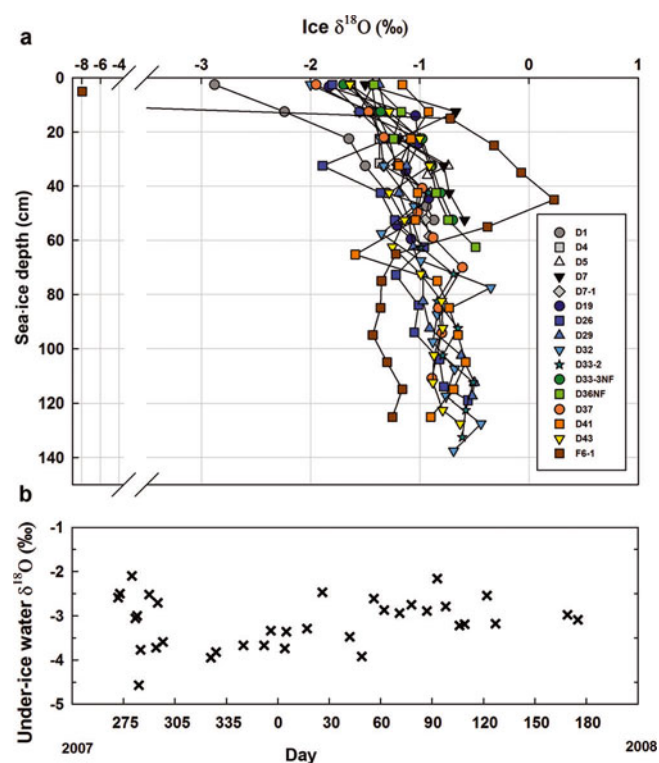 Ice δ18O (‰)
a
-8 -6 -4 -3 -2 -1 0 1
0
20
40
60
80
100
120
140
Sea-ice depth (cm)
D1
D4
D5
D7
D7-1
D19
D26
D29
D32
D33-2
D33-3NF
D36NF
D37
D41
D43
F6-1
b
-1
-2
-3
-4
-5
Under-ice water δ18O (‰)
275 305 335 0 30 60 90 120 150 180 210
2007 Day 2008